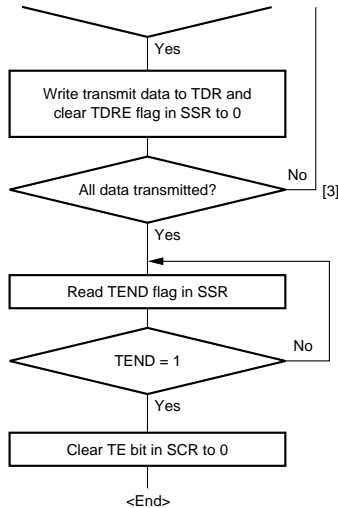 Yes
Write transmit data to TDR and
clear TDRE flag in SSR to 0
No
All data transmitted?
[3]
Yes
Read TEND flag in SSR
No
TEND = 1
Yes
Clear TE bit in SCR to 0
<End>